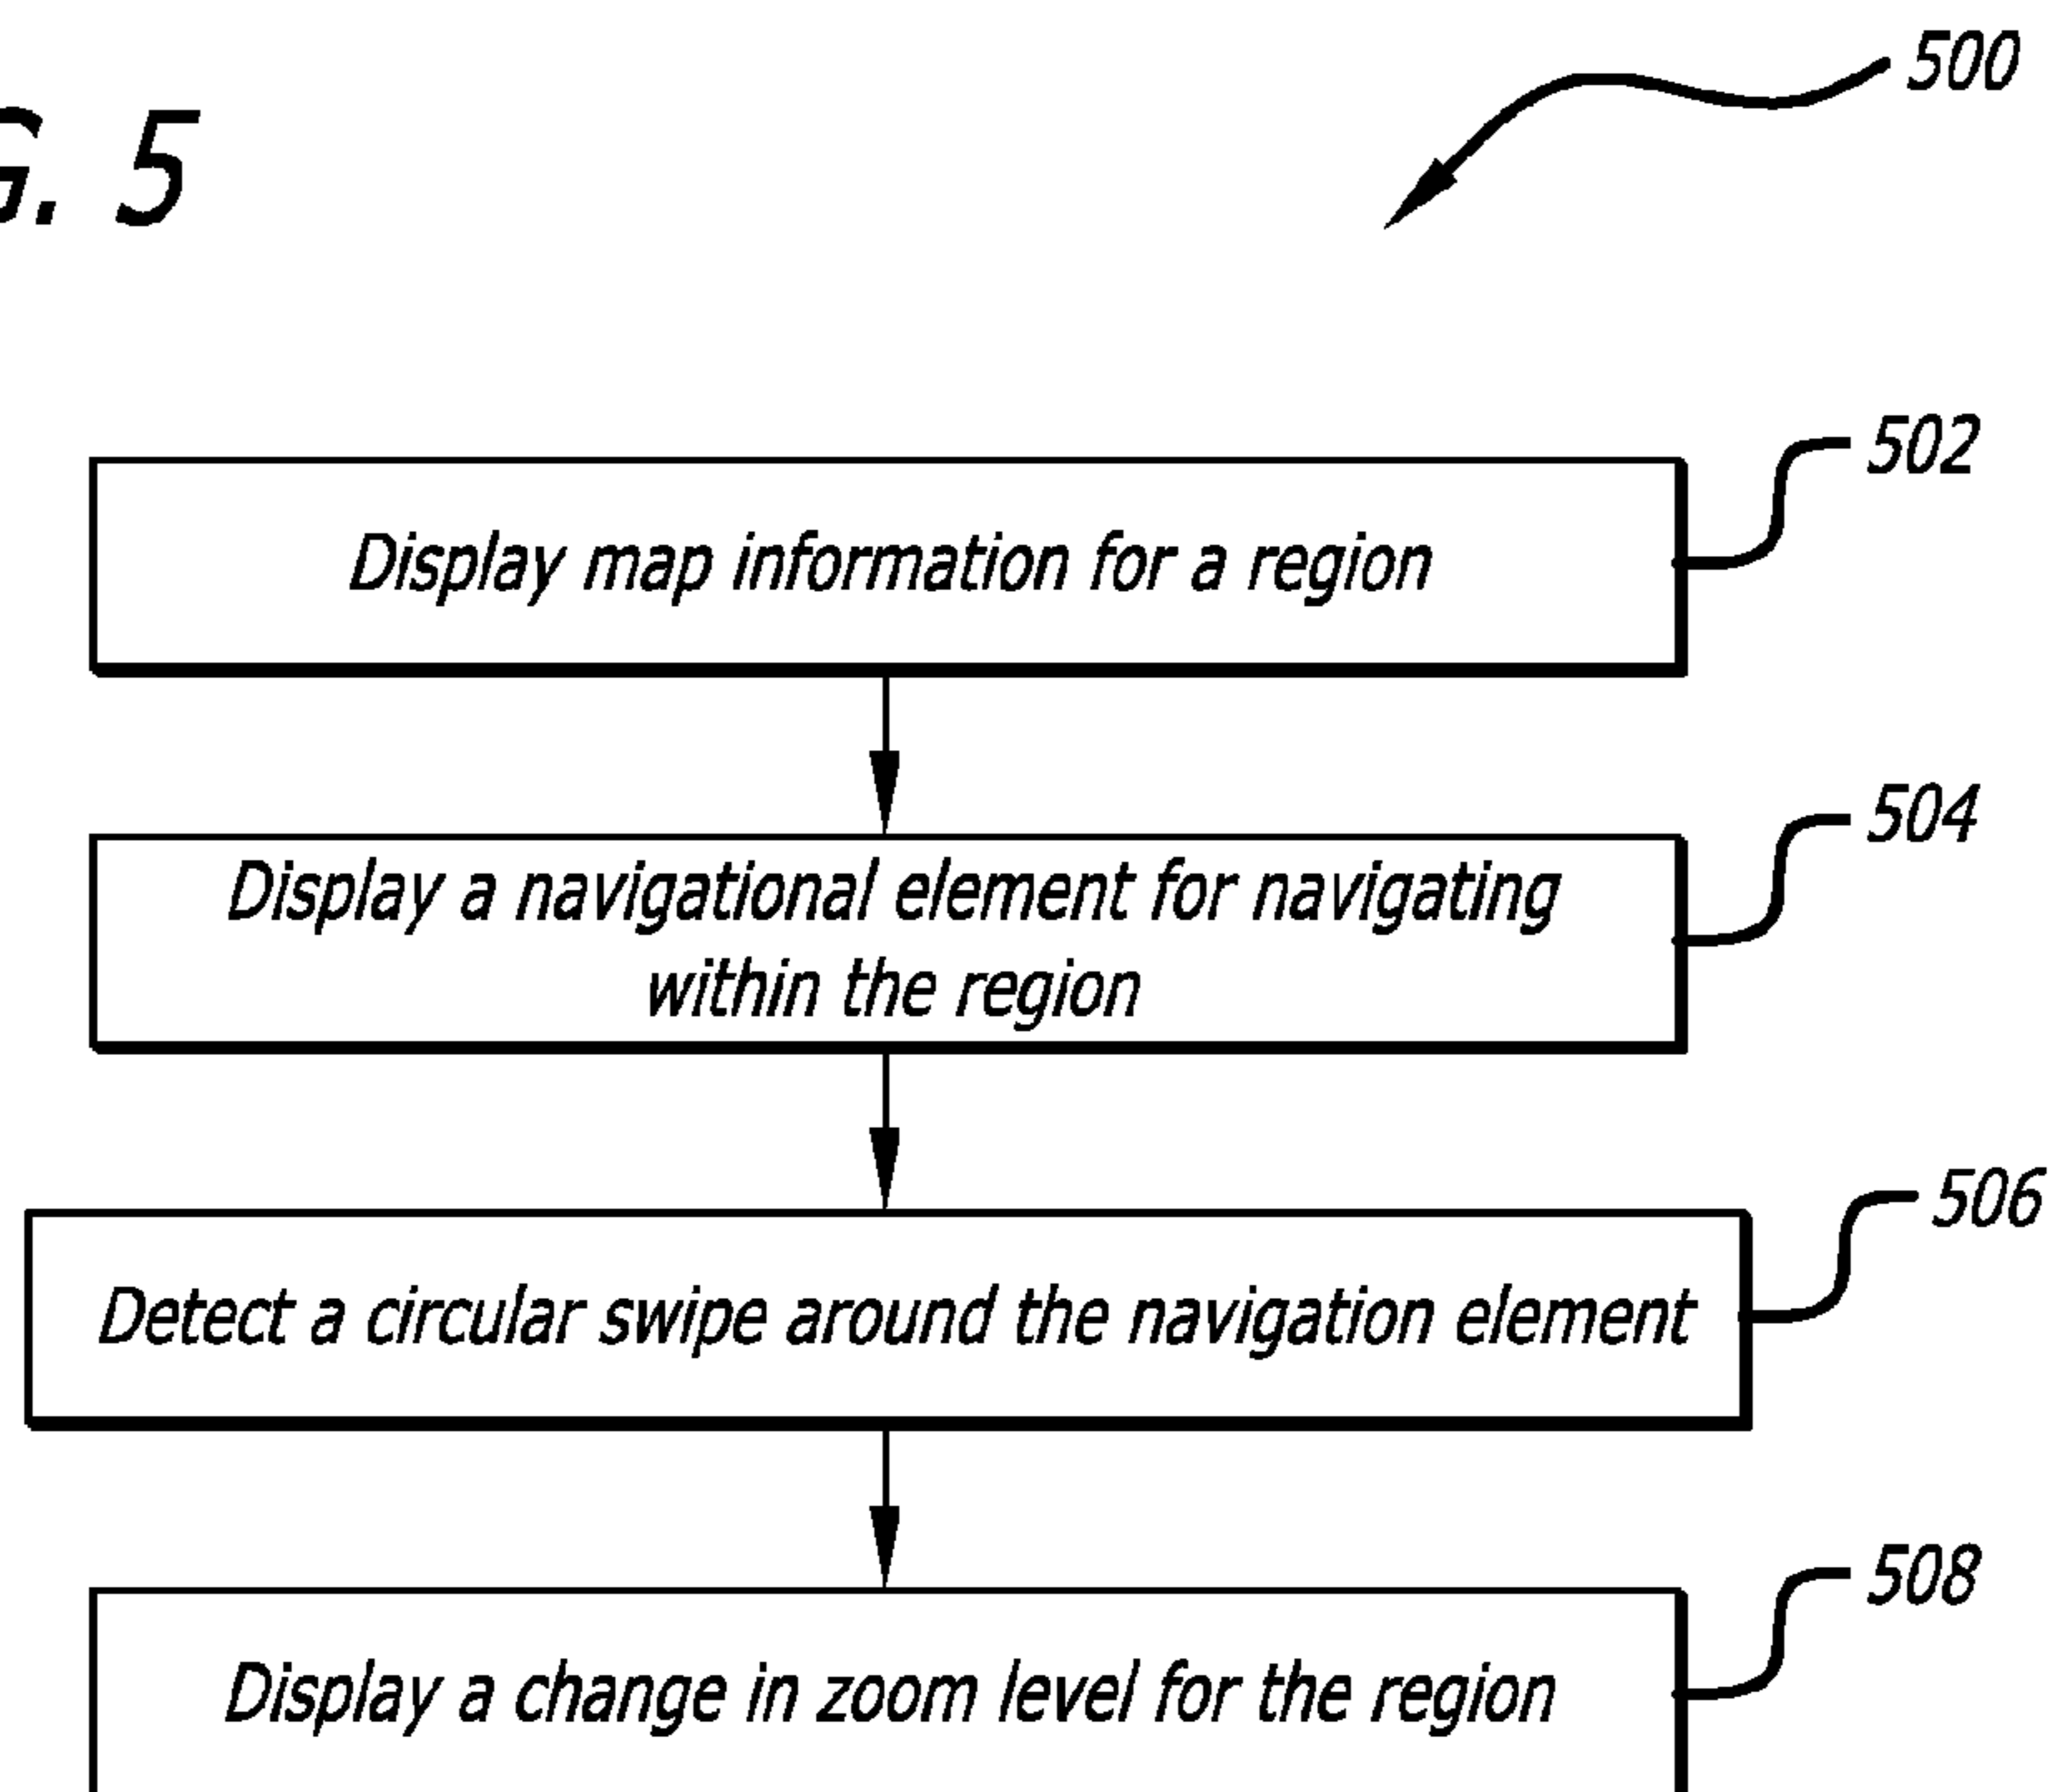 G. 5
500
502
Display map information for a region
504
Display a navigational element for navigating
within the region
506
Detect a circular swipe around the navigation element
508
Display a change in zoom level for the region